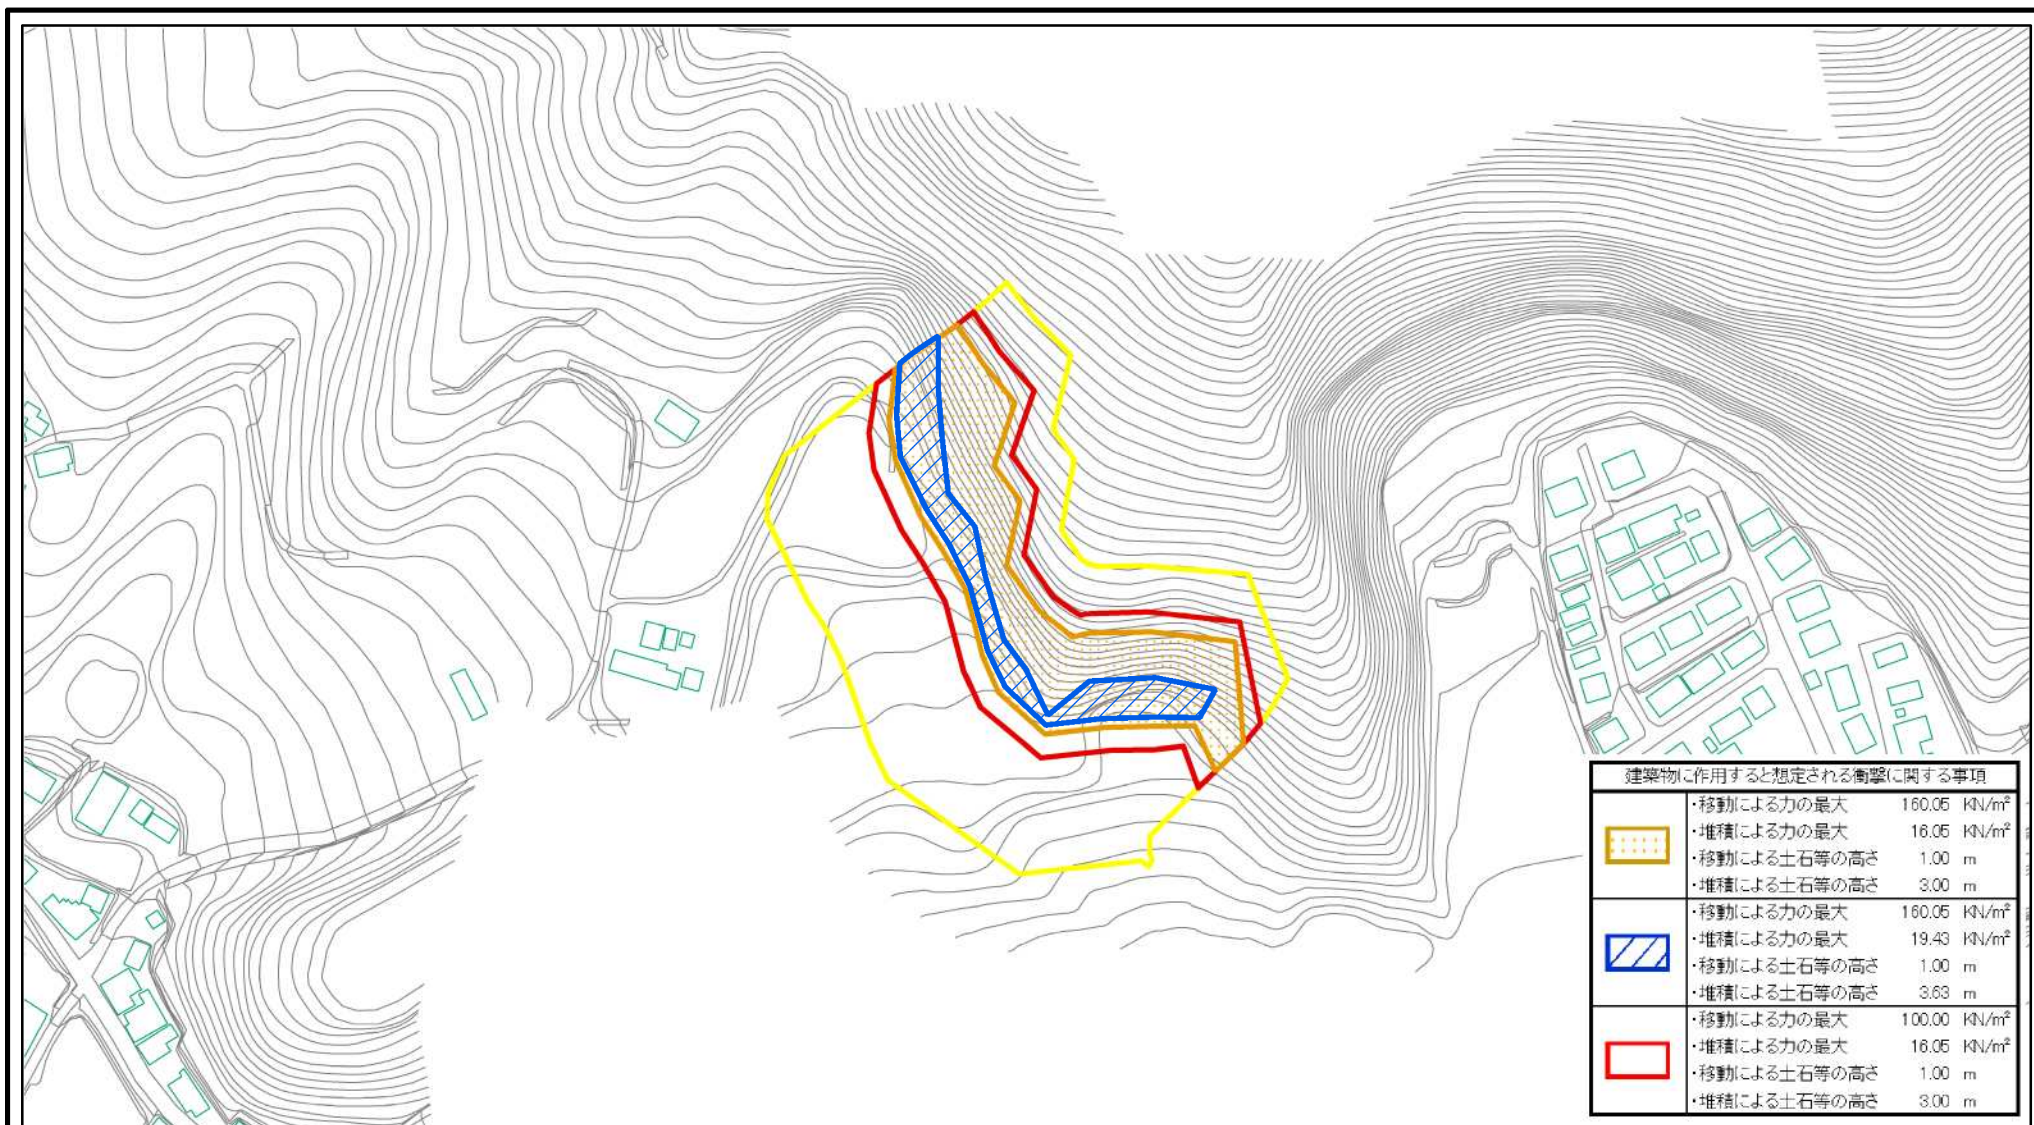 建築物に作用すると想定される衝撃に関する事項
・移動による力の最大 160.05 KN/m²
・堆積による力の最大 16.05 KN/m²
・移動による土石等の高さ 1.00 m
・堆積による土石等の高さ 3.00 m
・移動による力の最大 160.05 KN/m²
・堆積による力の最大 19.43 KN/m²
・移動による土石等の高さ 1.00 m
・堆積による土石等の高さ 3.63 m
・移動による力の最大 100.00 KN/m²
・堆積による力の最大 16.05 KN/m²
・移動による土石等の高さ 1.00 m
・堆積による土石等の高さ 3.00 m